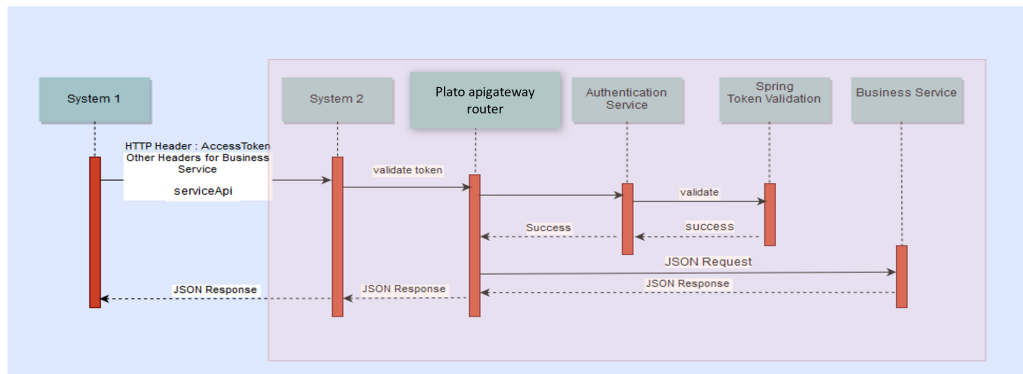 System 1
System 2
Plato apigateway
router
Authentication
Service
Spring
Token Validation
Business Service
HTTP Header : AccessToken
Other Headers for Business
Service
serviceApi
validate token
validate
Success
success
JSON Request
JSON Response
JSON Response
JSON Response